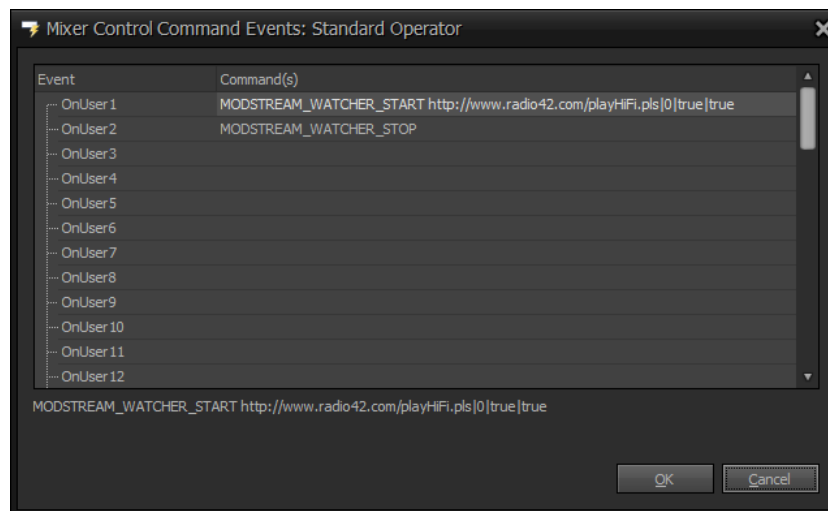 Mixer Control Command Events: Standard Operator
Event Command(s)
OnUser1 MODSTREAM_WATCHER_START http://www.radio42.com/playHiFi.pls|0|true|true
OnUser2 MODSTREAM_WATCHER_STOP
OnUser3
OnUser4
OnUser5
OnUser6
OnUser7
OnUser8
OnUser9
OnUser10
OnUser11
OnUser12
MODSTREAM_WATCHER_START http://www.radio42.com/playHiFi.pls|0|true|true
OK Cancel